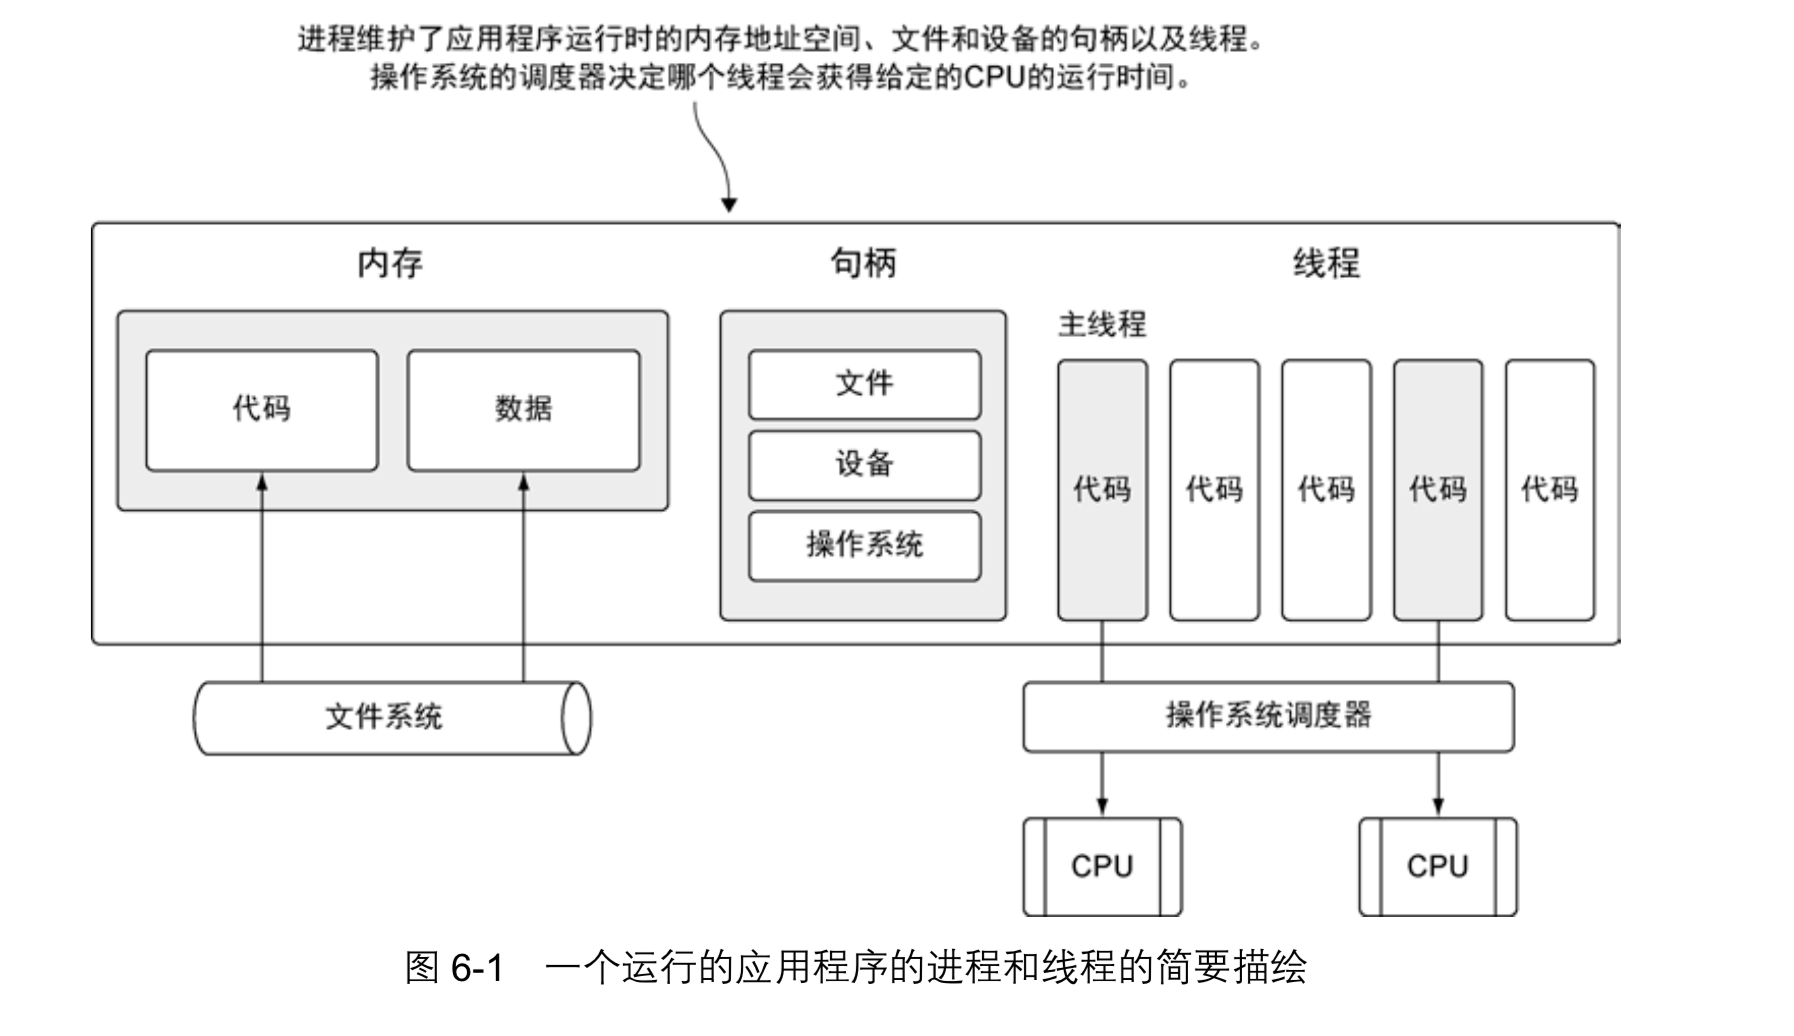 进程维护了应用程序运行时的内存地址空间、文件和设备的句柄以及线程。
操作系统的调度器决定哪个线程会获得给定的CPU的运行时间。
内存
句柄
线程
主线程
代码
数据
文件
设备
操作系统
代码
代码
代码
代码
代码
文件系统
操作系统调度器
CPU
CPU
图 6-1 一个运行的应用程序的进程和线程的简要描绘